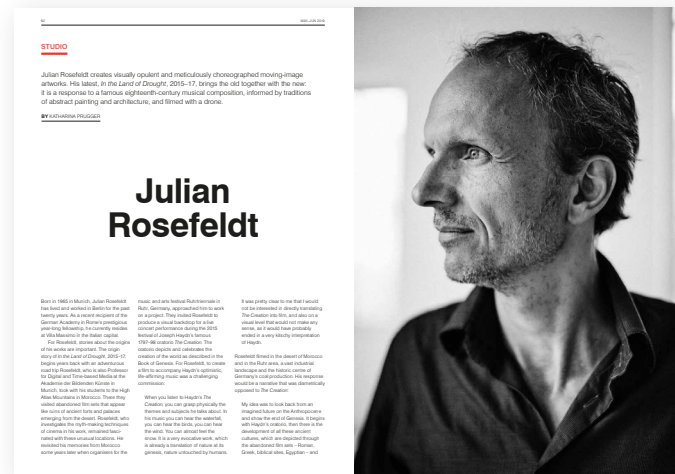 MAY–JUN 2018
STUDIO
Julian Rosefeldt creates visually opulent and meticulously choreographed moving-image
artworks. His latest, In the Land of Drought, 2015–17, brings the old together with the new:
it is a response to a famous eighteenth-century musical composition, informed by traditions
of abstract painting and architecture, and filmed with a drone.
BY KATHARINA PRUGGER
Julian
Rosefeldt
Born in 1965 in Munich, Julian Rosefeldt
has lived and worked in Berlin for the past
twenty years. As a recent recipient of the
German Academy in Rome's prestigious
year-long fellowship, he currently resides
at Villa Massimo in the Italian capital.
For Rosefeldt, stories about the origins
of his works are important. The origin
story of In the Land of Drought, 2015–17,
begins years back with an adventurous
road trip Rosefeldt, who is also Professor
for Digital and Time-based Media at the
Akademie der Bildenden Künste in
Munich, took with his students to the High
Atlas Mountains in Morocco. There they
visited abandoned film sets that appear
like ruins of ancient forts and palaces
emerging from the desert. Rosefeldt, who
investigates the myth-making techniques
of cinema in his work, remained fasci-
nated with these unusual locations. He
revisited his memories from Morocco
some years later when organisers for the
music and arts festival Ruhrtriennale in
Ruhr, Germany, approached him to work
on a project. They invited Rosefeldt to
produce a visual backdrop for a live
concert performance during the 2015
festival of Joseph Haydn's famous
1797–98 oratorio The Creation. The
oratorio depicts and celebrates the
creation of the world as described in the
Book of Genesis. For Rosefeldt, to create
a film to accompany Haydn's optimistic,
life-affirming music was a challenging
commission:
When you listen to Haydn's The
Creation, you can grasp physically the
themes and subjects he talks about. In
his music you can hear the waterfall,
you can hear the birds, you can hear
the wind. You can almost feel the
snow. It is a very evocative work, which
is already a translation of nature at its
genesis, nature untouched by humans.
It was pretty clear to me that I would
not be interested in directly translating
The Creation into film, and also on a
visual level that would not make any
sense, as it would have probably
ended in a very kitschy interpretation
of Haydn.
Rosefeldt filmed in the desert of Morocco
and in the Ruhr area, a vast industrial
landscape and the historic centre of
Germany's coal production. His response
would be a narrative that was diametrically
opposed to The Creation.
My idea was to look back from an
imagined future on the Anthropocene
and show the end of Genesis. It begins
with Haydn's oratorio, then there is the
development of all these ancient
cultures, which are depicted through
the abandoned film sets – Roman,
Greek, biblical sites, Egyptian – and